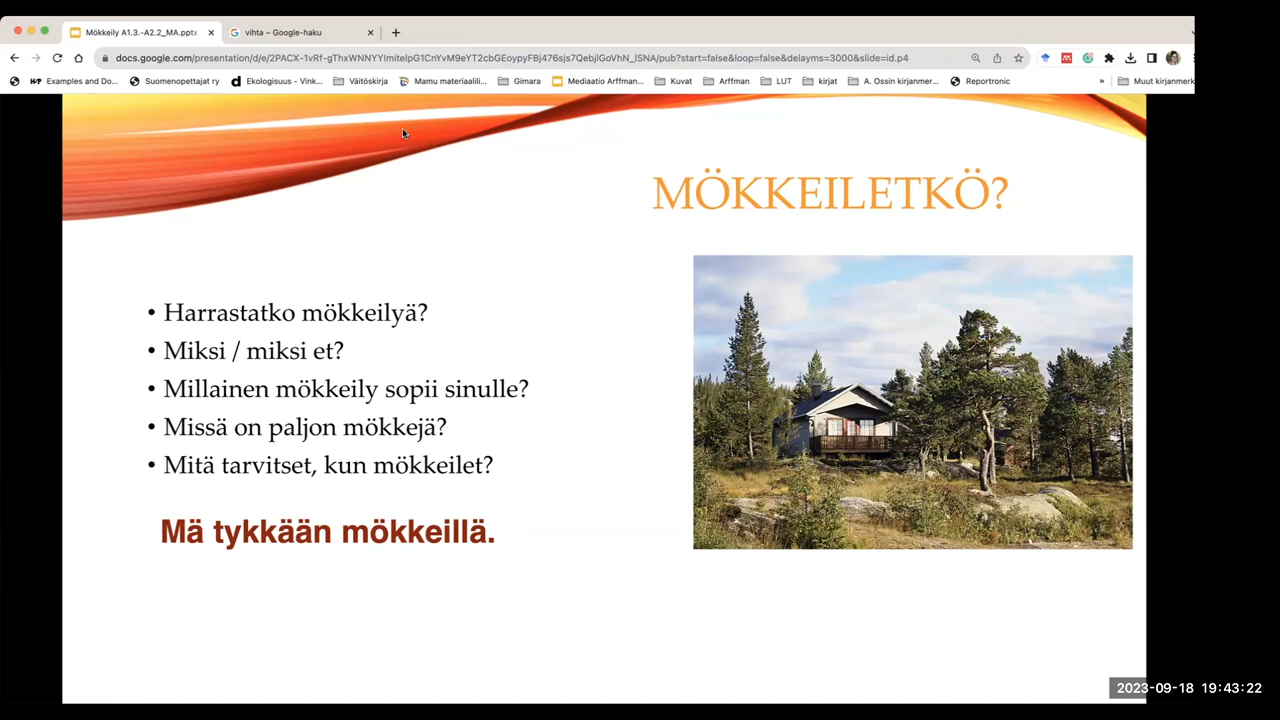 Mökkeily A1.3.-A2.2_MA.pptx
vihta – Google-haku
docs.google.com/presentation/d/e/2PACX-1vRf-gThxWNMYYImitelpG1CnYvM9eYT2cbGEoypyFBj476sjs7QebjlGoVhN_lSNA/pub?start=false&loop=false&delayms=3000&slide=id.p4
Examples and Do...
Suomenopettajat ry
Ekologisuus - Vink...
Väitöskirja
Mamu materiaalili...
Gimara
Mediaatio Arffman...
Kuvat
Arffman
LUT
kirjat
A. Ossin kirjanmer...
Reportronic
»
Muut kirjanmerk
MÖKKEILETKÖ?
• Harrastatko mökkeilyä?
• Miksi / miksi et?
• Millainen mökkeily sopii sinulle?
• Missä on paljon mökkejä?
• Mitä tarvitset, kun mökkeilet?
Mä tykkään mökkeillä.
2023-09-18 19:43:22